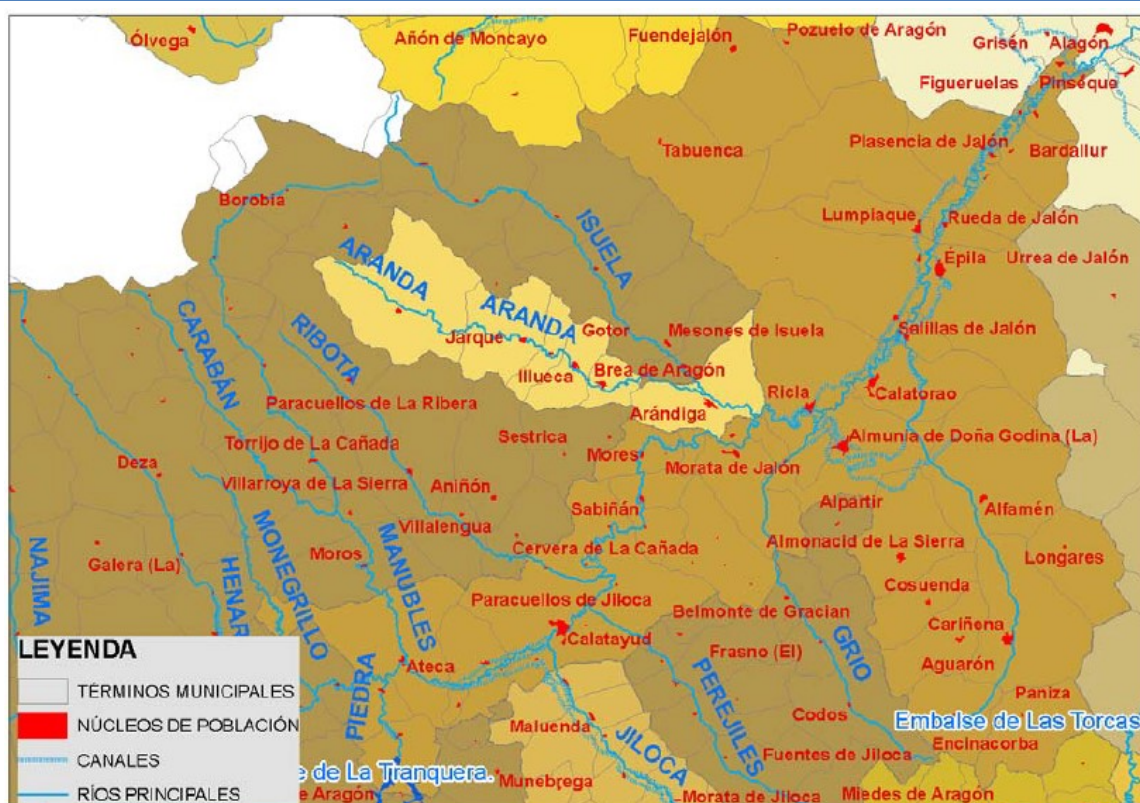 Ólvega
Añón de Moncayo
Fuendejalón
Pozuelo de Aragón
Grisén
Alagón
Figueruelas
Pinseque
Tabuenca
Plasencia de Jalón
Bardallur
Borobia
ISUELA
Lumpiaque
Rueda de Jalón
Épila
Urrea de Jalón
ARANDA
ARANDA
CARABÁN
RIBOTA
Jarque
Gotor
Mesones de Isuela
Salillas de Jalón
Illueca
Brea de Aragón
Arándiga
Ricla
Calatorao
Paracuellos de La Ribera
Sestrica
Torrijo de La Cañada
Mores
Morata de Jalón
Almunia de Doña Godina (La)
Deza
Villarroya de La Sierra
Aniñón
Sabiñán
Alpartir
Alfamén
Villalengua
MONEGRILLO
MANUBLES
Moros
Cervera de La Cañada
Almonacid de La Sierra
Longares
NAJIMA
Galera (La)
HENAR
Cosuenda
Paracuellos de Jiloca
Belmonte de Gracian
GRIO
Cariñena
Calatayud
Frasno (El)
Aguarón
LEYENDA
Ateca
PIEDRA
PEREJILES
Paniza
TÉRMINOS MUNICIPALES
NÚCLEOS DE POBLACIÓN
CANALES
RÍOS PRINCIPALES
Maluenda
JILOCA
Codos
Embalse de Las Torcas
Fuentes de Jiloca
Encinacorba
e de La Tranquera.
Munébrega
e Aragón
Morata de Jiloca
Miedes de Aragón